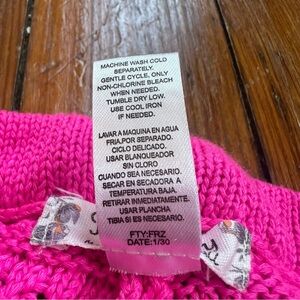 MACHINE WASH COLD
SEPARATELY.
GENTLE CYCLE, ONLY
NON-CHLORINE BLEACH
WHEN NEEDED.
TUMBLE DRY LOW.
USE COOL IRON
IF NEEDED.
LAVAR A MAQUINA EN AGUA
FRIA,POR SEPARADO.
CICLO DELICADO.
USAR BLANQUEADOR
SIN CLORO
CUANDO SEA NECESARIO.
SECAR EN SECADORA A
TEMPERATURA BAJA.
RETIRAR INMEDIATAMENTE.
USAR PLANCHA
TIBIA SI ES NECESARIO.
FTY:FRZ
DATE:1/30